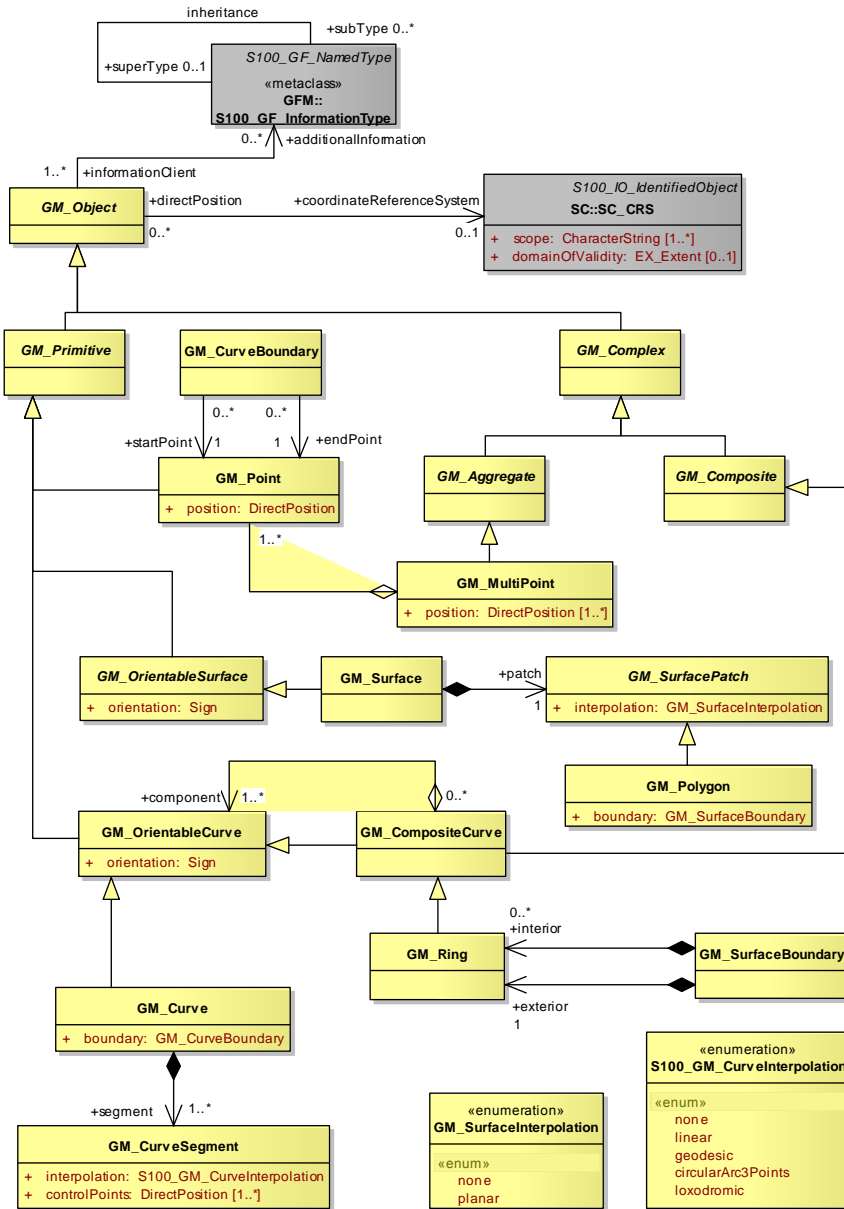 inheritance
+subType 0..*
+superType 0..1
S100_GF_NamedType
«metaclass»
GFM::
S100_GF_InformationType
0..*
+additionalInformation
1..*
+informationClient
GM_Object
+directPosition
0..*
+coordinateReferenceSystem
0..1
S100_IO_IdentifiedObject
SC::SC_CRS
+ scope: CharacterString [1..*]
+ domainOfValidity: EX_Extent [0..1]
GM_Primitive
GM_CurveBoundary
GM_Complex
0..*
0..*
+startPoint
1
1
+endPoint
GM_Point
+ position: DirectPosition
GM_Aggregate
GM_Composite
1..*
GM_MultiPoint
+ position: DirectPosition [1..*]
GM_OrientableSurface
+ orientation: Sign
GM_Surface
+patch
1
GM_SurfacePatch
+ interpolation: GM_SurfaceInterpolation
GM_Polygon
+ boundary: GM_SurfaceBoundary
+component
1..*
0..*
GM_OrientableCurve
+ orientation: Sign
GM_CompositeCurve
0..*
+interior
GM_Ring
GM_SurfaceBoundary
+exterior
1
GM_Curve
+ boundary: GM_CurveBoundary
+segment
1..*
GM_CurveSegment
+ interpolation: S100_GM_CurveInterpolation
+ controlPoints: DirectPosition [1..*]
«enumeration»
GM_SurfaceInterpolation
«enum»
none
planar
«enumeration»
S100_GM_CurveInterpolation
«enum»
none
linear
geodesic
circularArc3Points
loxodromic